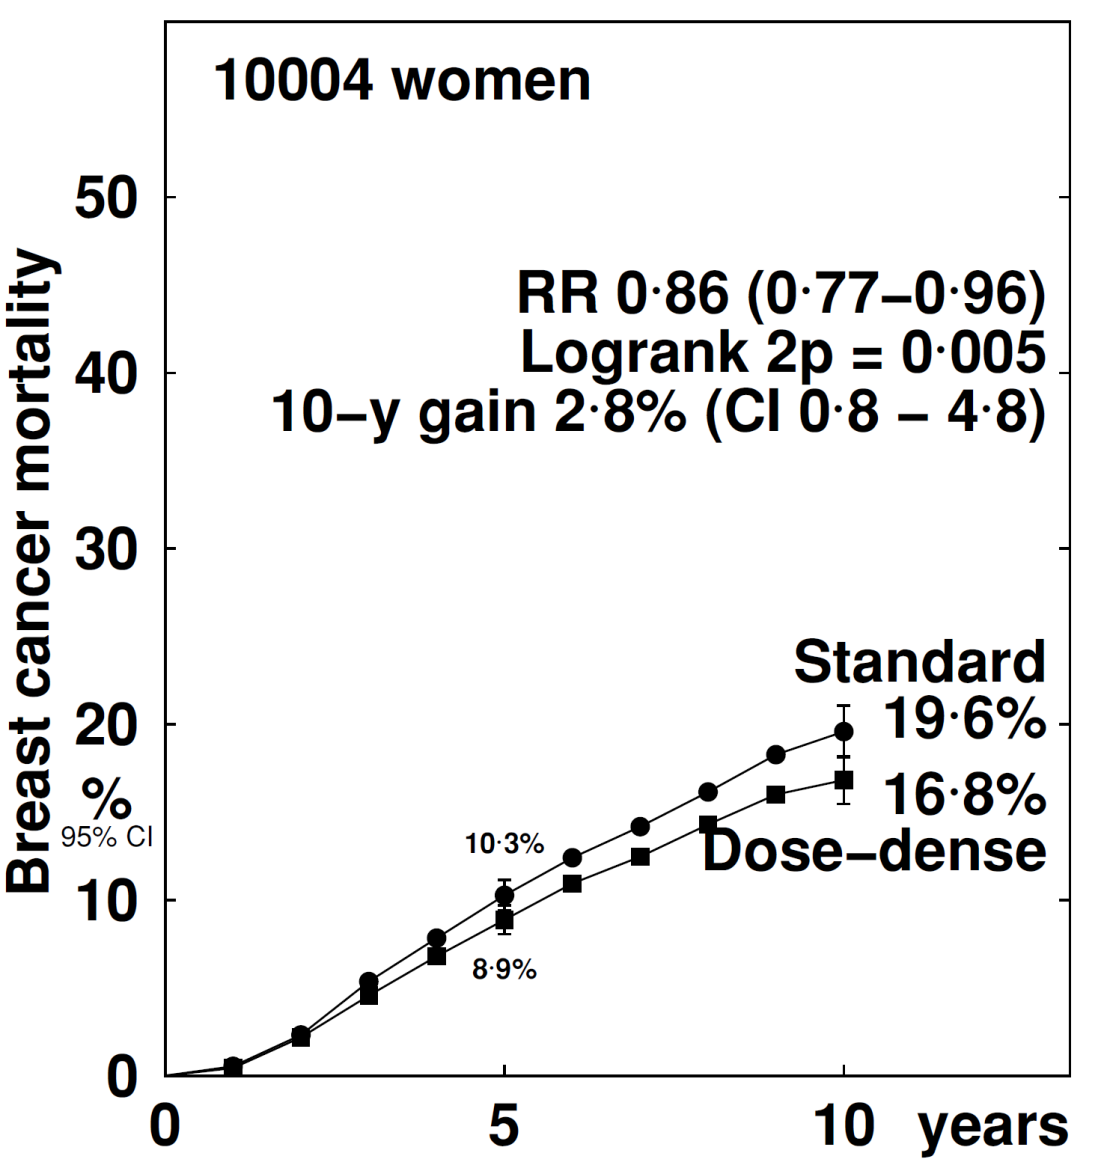 10004 women
50
RR 0·86 (0·77–0·96)
Logrank 2p = 0·005
40
10–y gain 2·8% (CI 0·8 – 4·8)
Breast cancer mortality
30
Standard
20
19·6%
%
16·8%
95% CI
10·3%
Dose–dense
10
8·9%
0
0 5 10 years